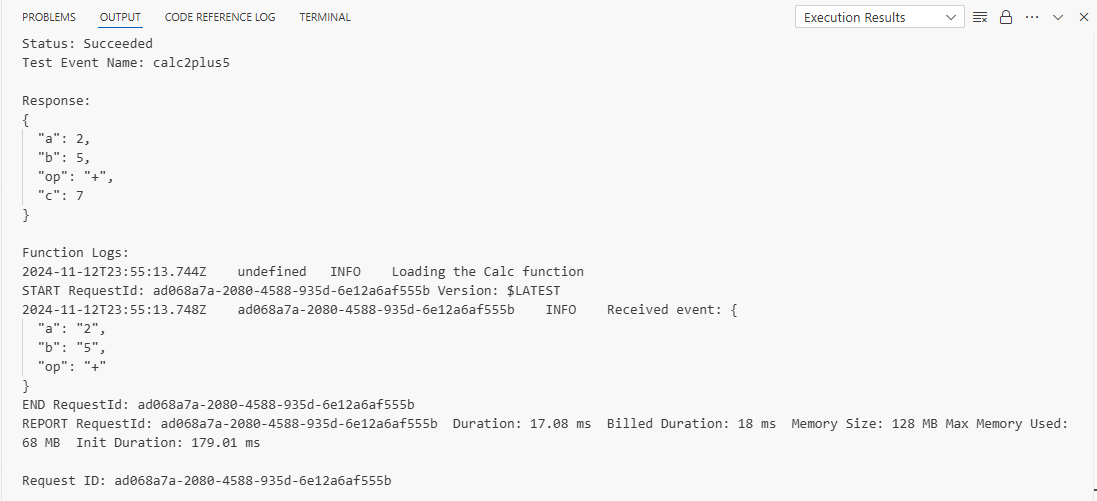 PROBLEMS OUTPUT CODE REFERENCE LOG TERMINAL Execution Results
Status: Succeeded
Test Event Name: calc2plus5
Response:
{
  "a": 2,
  "b": 5,
  "op": "+",
  "c": 7
}
Function Logs:
2024-11-12T23:55:13.744Z    undefined   INFO    Loading the Calc function
START RequestId: ad068a7a-2080-4588-935d-6e12a6af555b Version: $LATEST
2024-11-12T23:55:13.748Z    ad068a7a-2080-4588-935d-6e12a6af555b    INFO    Received event: {
  "a": "2",
  "b": "5",
  "op": "+"
}
END RequestId: ad068a7a-2080-4588-935d-6e12a6af555b
REPORT RequestId: ad068a7a-2080-4588-935d-6e12a6af555b  Duration: 17.08 ms  Billed Duration: 18 ms  Memory Size: 128 MB Max Memory Used:
68 MB  Init Duration: 179.01 ms
Request ID: ad068a7a-2080-4588-935d-6e12a6af555b